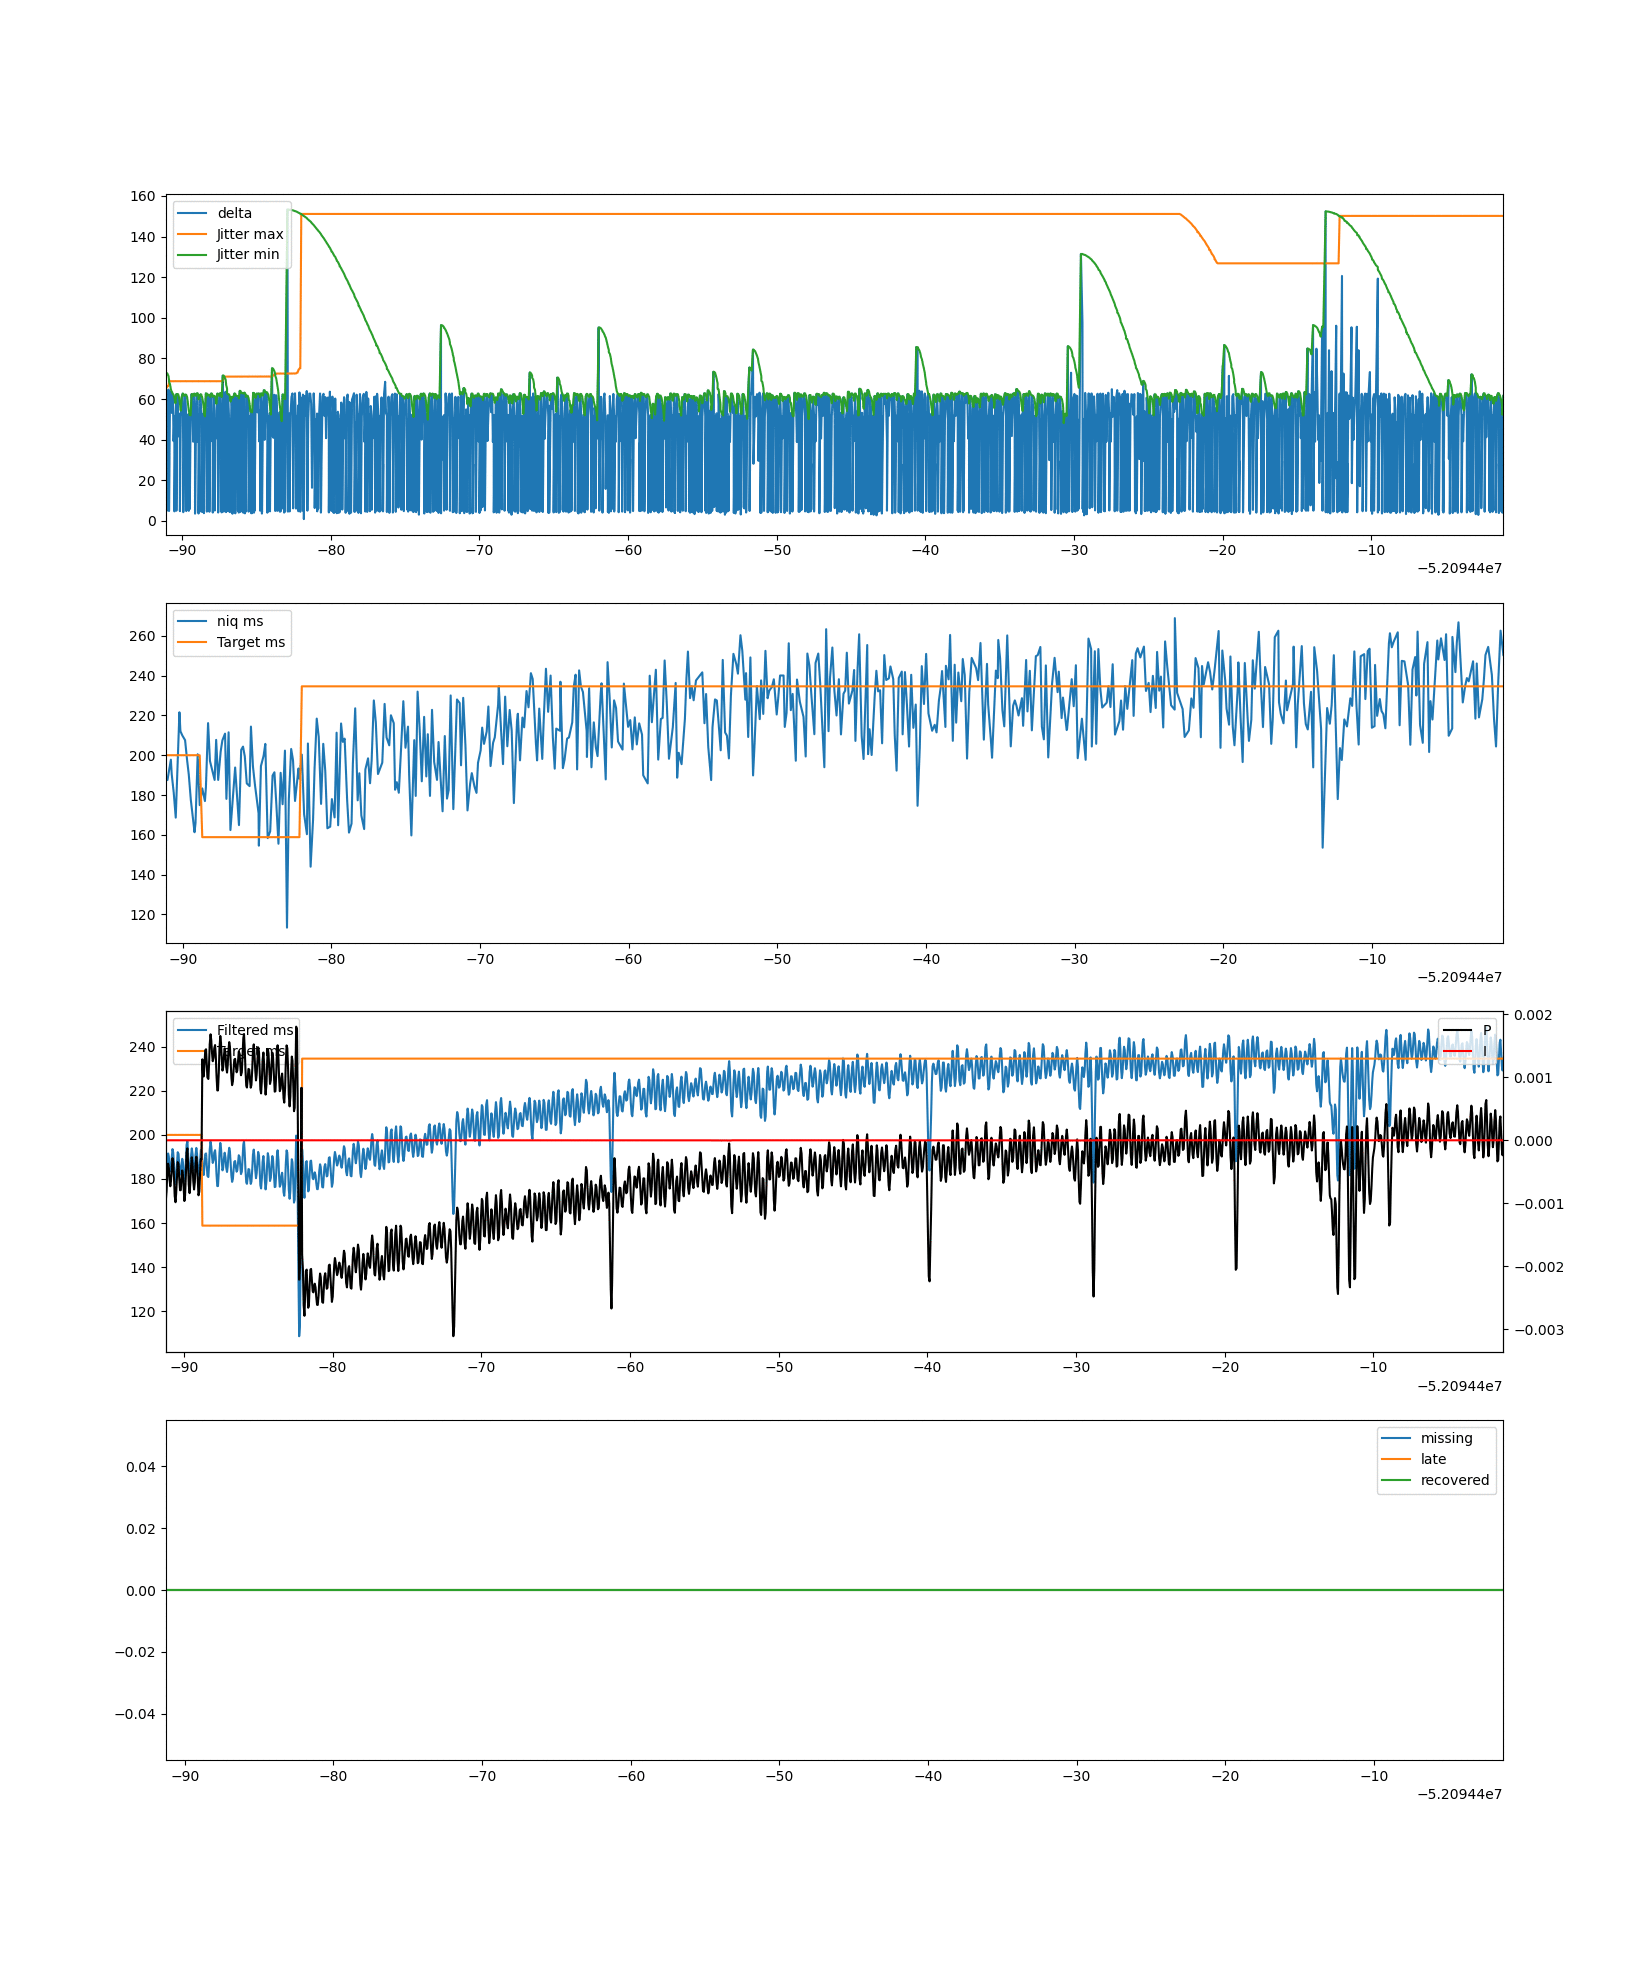 160
140
120
100
80
60
40
20
0
delta
Jitter max
Jitter min
−90 −80 −70 −60 −50 −40 −30 −20 −10
−5.20944e7
260
240
220
200
180
160
140
120
niq ms
Target ms
−90 −80 −70 −60 −50 −40 −30 −20 −10
−5.20944e7
240
220
200
180
160
140
120
Filtered ms
Target ms
P
I
0.002
0.001
0.000
−0.001
−0.002
−0.003
−90 −80 −70 −60 −50 −40 −30 −20 −10
−5.20944e7
0.04
0.02
0.00
−0.02
−0.04
missing
late
recovered
−90 −80 −70 −60 −50 −40 −30 −20 −10
−5.20944e7